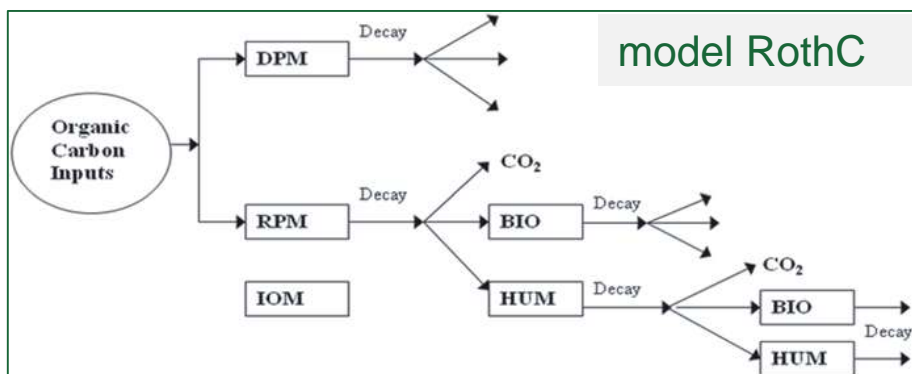 model RothC
Decay
DPM
Organic
Carbon
Inputs
CO₂
Decay
RPM
Decay
BIO
IOM
HUM
Decay
CO₂
BIO
Decay
HUM